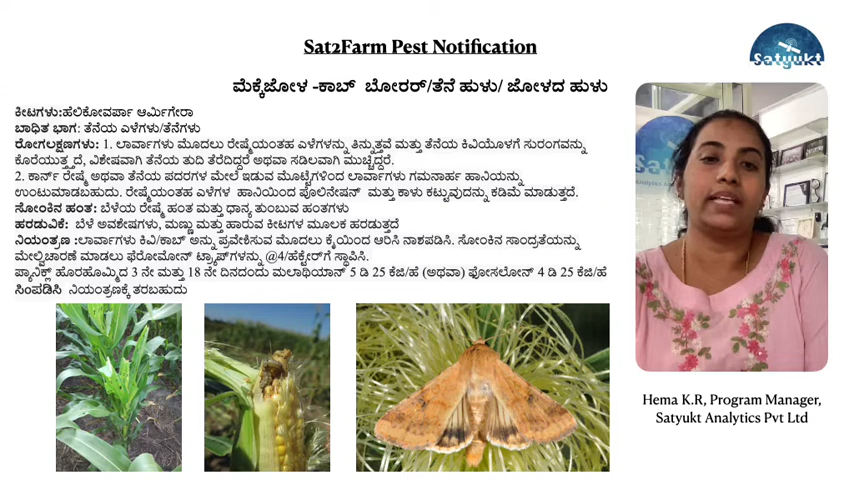 Sat2Farm Pest Notification
Satyukt
ಮೆಕ್ಕೆಜೋಳ -ಕಾಬ್ ಬೋರರ್/ತೆನೆ ಹುಳು/ ಜೋಳದ ಹುಳು
ಕೀಟಗಳು:ಹೆಲಿಕೋವರ್ಪಾ ಆರ್ಮಿಗೇರಾ
ಬಾಧಿತ ಭಾಗ: ತೆನೆಯ ಎಳೆಗಳು/ತೆನೆಗಳು
ರೋಗಲಕ್ಷಣಗಳು: 1. ಲಾರ್ವಾಗಳು ಮೊದಲು ರೇಷ್ಮೆಯಂತಹ ಎಳೆಗಳನ್ನು ತಿನ್ನುತ್ತವೆ ಮತ್ತು ತೆನೆಯ ಕಿವಿಯೊಳಗೆ ಸುರಂಗವನ್ನು
ಕೊರೆಯುತ್ತ್ತದೆ, ವಿಶೇಷವಾಗಿ ತೆನೆಯ ತುದಿ ತೆರೆದಿದ್ದರೆ ಅಥವಾ ಸಡಿಲವಾಗಿ ಮುಚ್ಚಿದ್ದರೆ.
2. ಕಾರ್ನ್ ರೇಷ್ಮೆ ಅಥವಾ ತೆನೆಯ ಪದರಗಳ ಮೇಲೆ ಇಡುವ ಮೊಟ್ಟೆಗಳಿಂದ ಲಾರ್ವಾಗಳು ಗಮನಾರ್ಹ ಹಾನಿಯನ್ನು
ಉಂಟುಮಾಡಬಹುದು. ರೇಷ್ಮೆಯಂತಹ ಎಳೆಗಳ ಹಾನಿಯಿಂದ ಪೊಲಿನೇಷನ್ ಮತ್ತು ಕಾಳು ಕಟ್ಟುವುದನ್ನು ಕಡಿಮೆ ಮಾಡುತ್ತದೆ.
ಸೋಂಕಿನ ಹಂತ: ಬೆಳೆಯ ರೇಷ್ಮೆ ಹಂತ ಮತ್ತು ಧಾನ್ಯ ತುಂಬುವ ಹಂತಗಳು
ಹರಡುವಿಕೆ: ಬೆಳೆ ಅವಶೇಷಗಳು, ಮಣ್ಣು ಮತ್ತು ಹಾರುವ ಕೀಟಗಳ ಮೂಲಕ ಹರಡುತ್ತದೆ
ನಿಯಂತ್ರಣ :ಲಾರ್ವಾಗಳು ಕಿವಿ/ಕಾಬ್ ಅನ್ನು ಪ್ರವೇಶಿಸುವ ಮೊದಲು ಕೈಯಿಂದ ಆರಿಸಿ ನಾಶಪಡಿಸಿ. ಸೋಂಕಿನ ಸಾಂದ್ರತೆಯನ್ನು
ಮೇಲ್ವಿಚಾರಣೆ ಮಾಡಲು ಫೆರೋಮೋನ್ ಟ್ರ್ಯಾಪ್‌ಗಳನ್ನು @4/ಹೆಕ್ಟೇರ್‌ಗೆ ಸ್ಥಾಪಿಸಿ.
ಪ್ಯಾನಿಕ್ಲ್ ಹೊರಹೊಮ್ಮಿದ 3 ನೇ ಮತ್ತು 18 ನೇ ದಿನದಂದು ಮಲಾಥಿಯಾನ್ 5 ಡಿ 25 ಕೆಜಿ/ಹೆ (ಅಥವಾ) ಫೋಸಲೋನ್ 4 ಡಿ 25 ಕೆಜಿ/ಹೆ
ಸಿಂಪಡಿಸಿ ನಿಯಂತ್ರಣಕ್ಕೆ ತರಬಹುದು
Hema K.R, Program Manager,
Satyukt Analytics Pvt Ltd